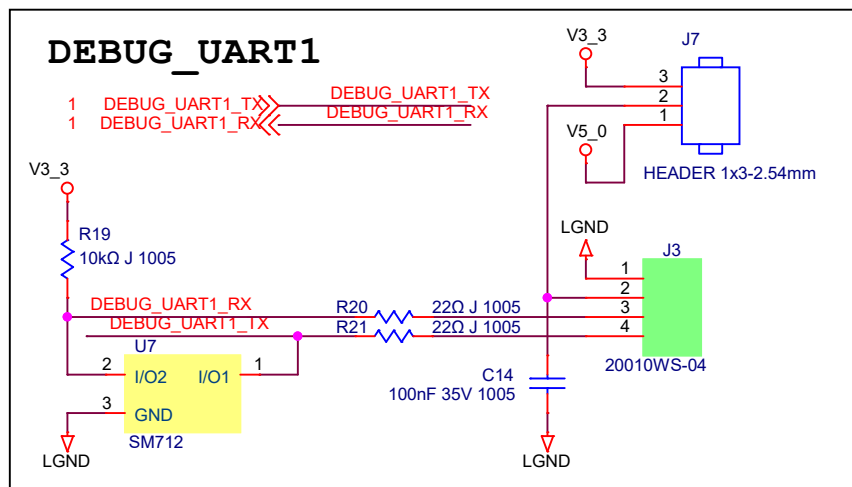 DEBUG_UART1
V3_3
J7
1 DEBUG_UART1_TX
DEBUG_UART1_TX
1 DEBUG_UART1_RX
DEBUG_UART1_RX
3
2
1
V5_0
HEADER 1x3-2.54mm
V3_3
R19
10kΩ J 1005
LGND
J3
1
2
3
4
DEBUG_UART1_RX
R20
22Ω J 1005
DEBUG_UART1_TX
R21
22Ω J 1005
20010WS-04
U7
2
I/O2
I/O1
1
3
GND
SM712
LGND
C14
100nF 35V 1005
LGND